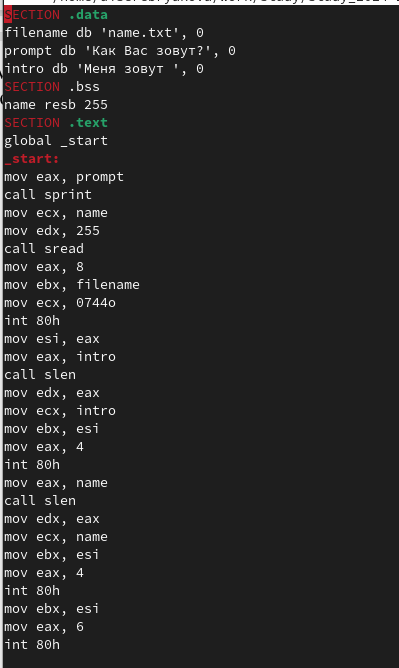 SECTION .data
filename db 'name.txt', 0
prompt db 'Как Вас зовут?', 0
intro db 'Меня зовут ', 0
SECTION .bss
name resb 255
SECTION .text
global _start
_start:
mov eax, prompt
call sprint
mov ecx, name
mov edx, 255
call sread
mov eax, 8
mov ebx, filename
mov ecx, 0744o
int 80h
mov esi, eax
mov eax, intro
call slen
mov edx, eax
mov ecx, intro
mov ebx, esi
mov eax, 4
int 80h
mov eax, name
call slen
mov edx, eax
mov ecx, name
mov ebx, esi
mov eax, 4
int 80h
mov ebx, esi
mov eax, 6
int 80h